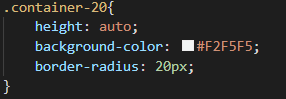 .container-20{
height: auto;
background-color: #F2F5F5;
border-radius: 20px;
}